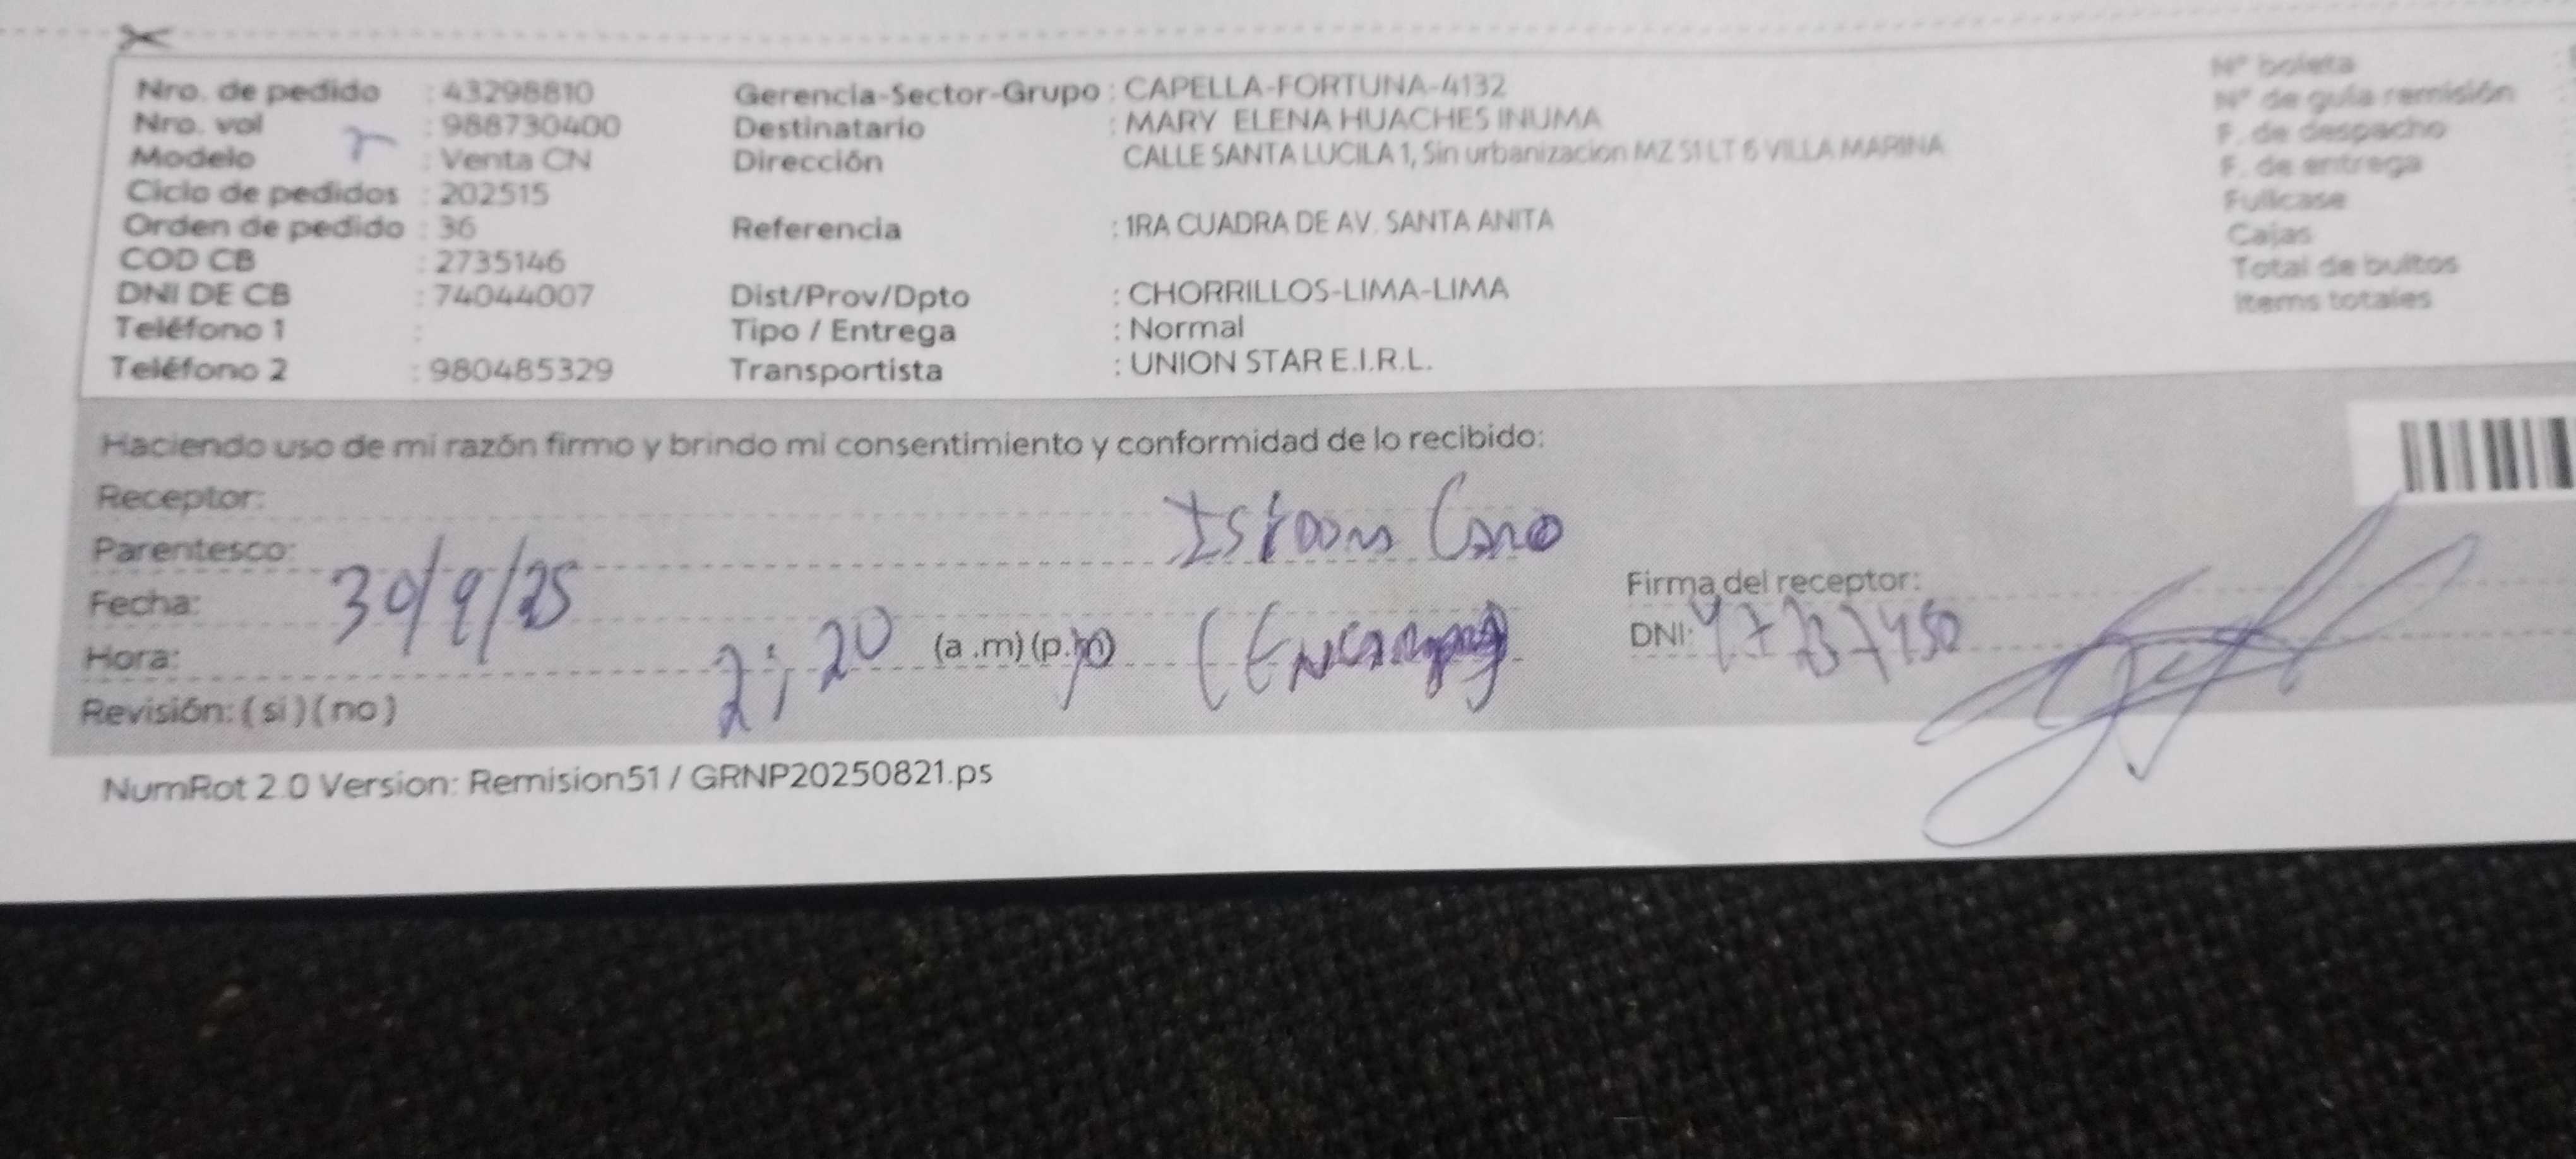 Nro. de pedido : 43298810 Gerencia-Sector-Grupo : CAPELLA-FORTUNA-4132 N° boleta
Nro. vol : 988730400 Destinatario : MARY ELENA HUACHES INUMA N° de guía remisión
Modelo : Venta CN Dirección CALLE SANTA LUCILA 1, Sin urbanizacion MZ S1 LT 6 VILLA MARINA F. de despacho
F. de entrega
Ciclo de pedidos : 202515 Fullcase
Orden de pedido : 36 Referencia : 1RA CUADRA DE AV. SANTA ANITA Cajas
COD CB : 2735146 Total de bultos
DNI DE CB : 74044007 Dist/Prov/Dpto : CHORRILLOS-LIMA-LIMA Items totales
Teléfono 1 : Tipo / Entrega : Normal
Teléfono 2 : 980485329 Transportista : UNION STAR E.I.R.L.
Haciendo uso de mi razón firmo y brindo mi consentimiento y conformidad de lo recibido:
Receptor:
Parentesco:
Fecha: 30/9/25 Firma del receptor:
Hora: 2:20 (a .m) (p.m) DNI: 47737450
Revisión: ( si ) ( no )
NumRot 2.0 Version: Remision51 / GRNP20250821.ps